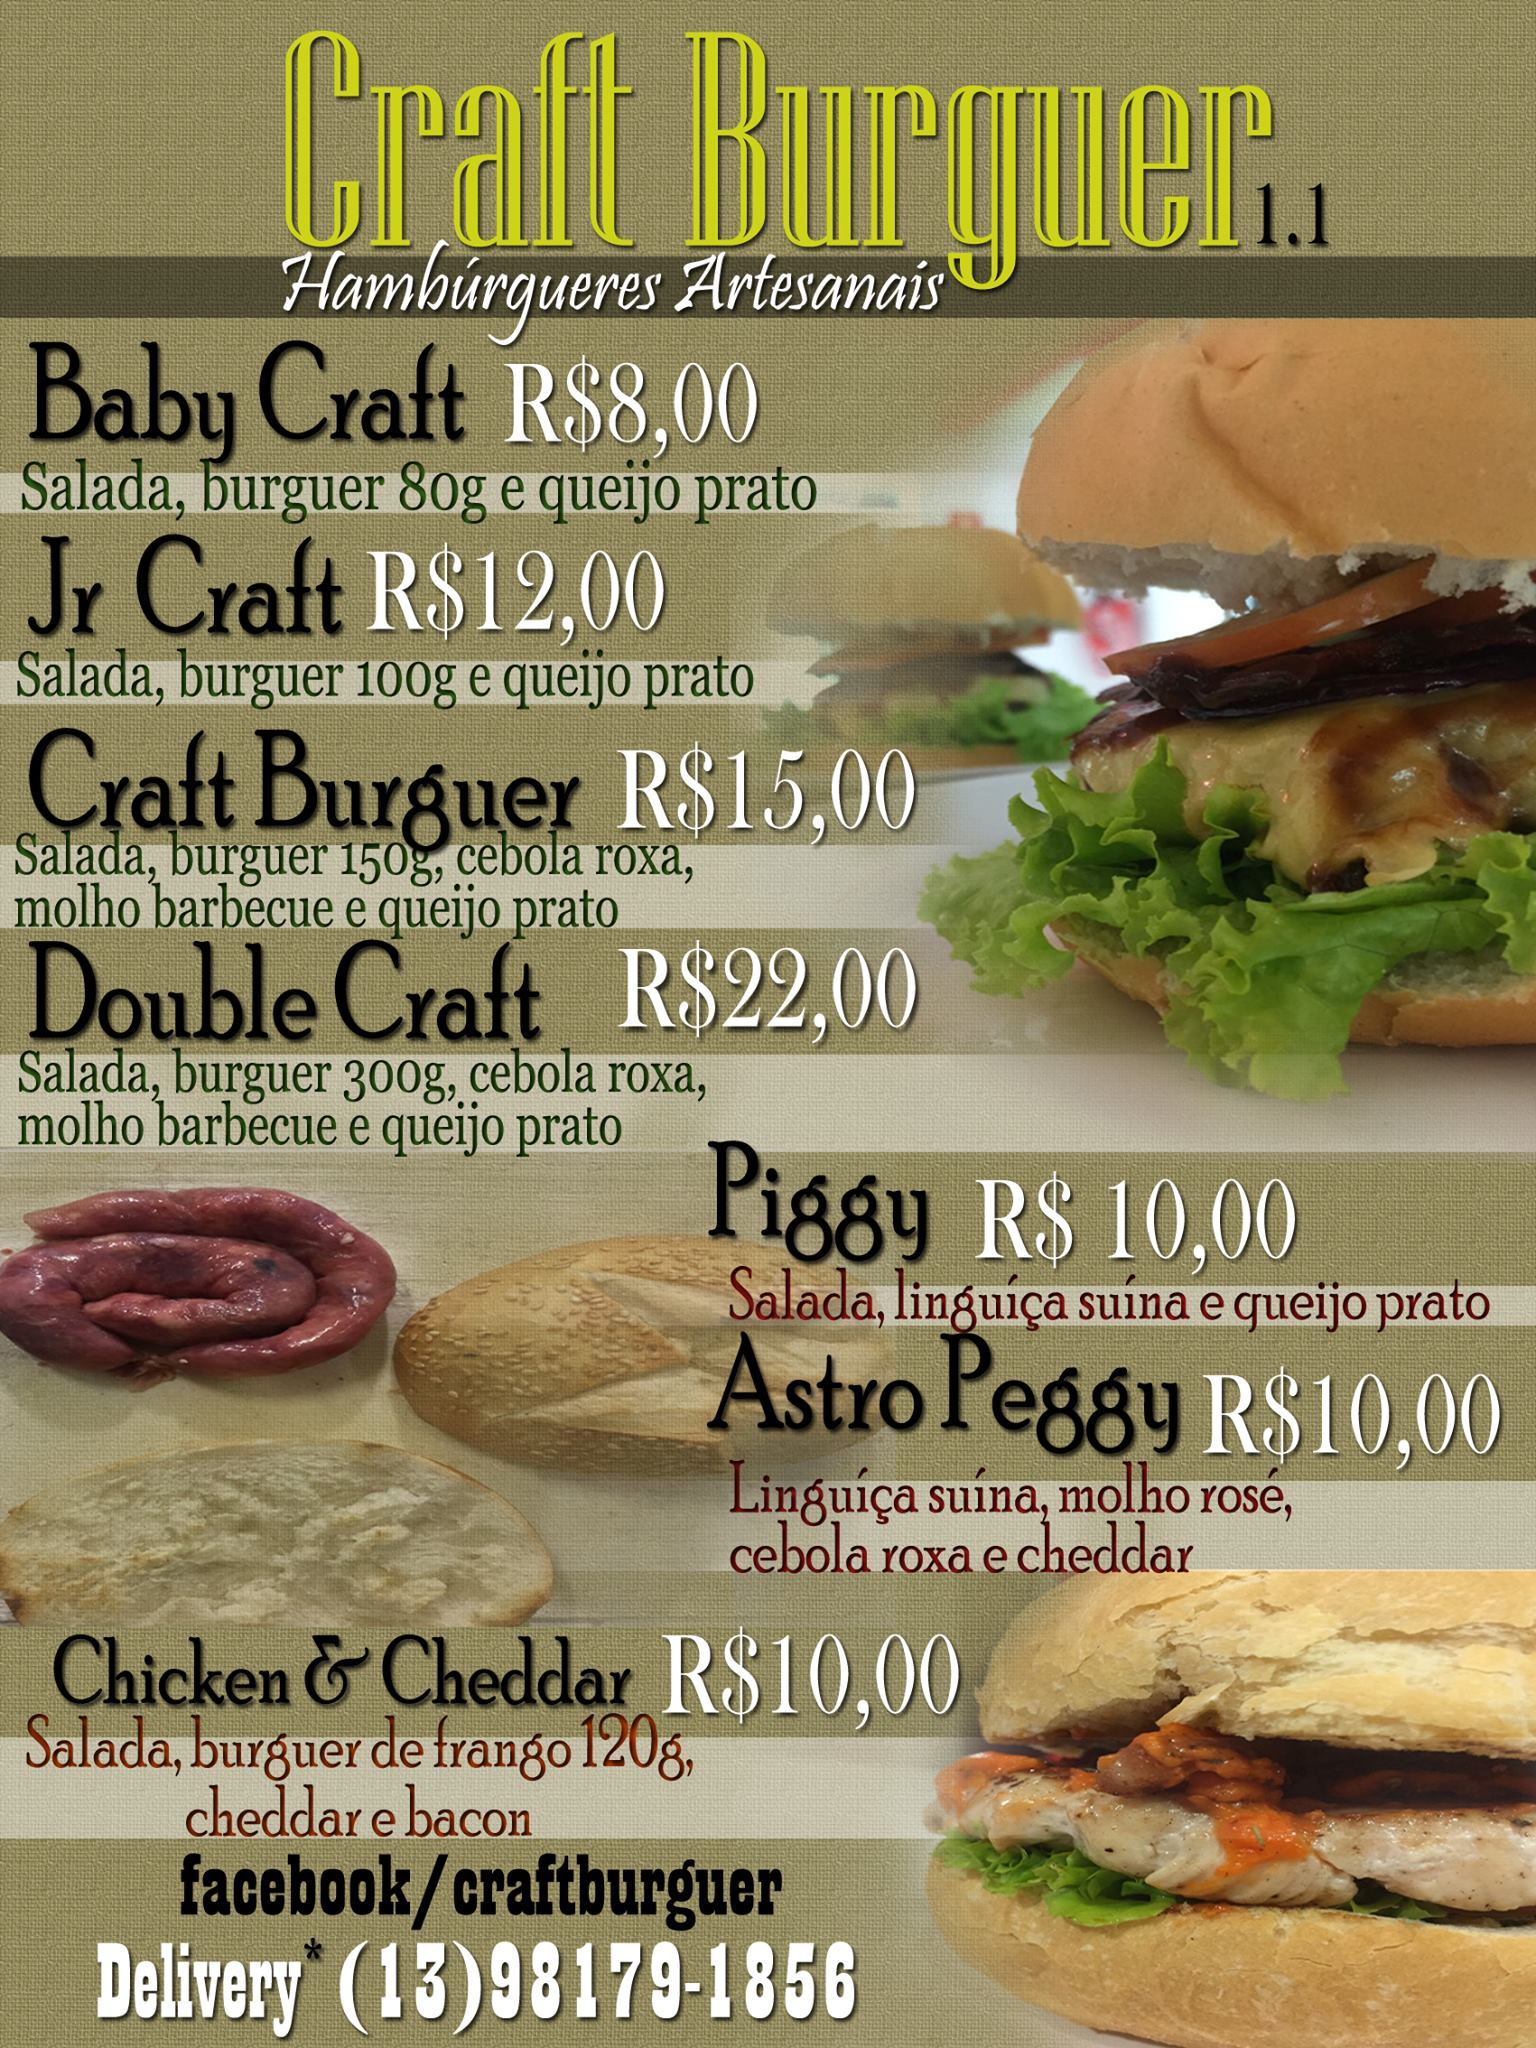 Craft Burguer 1.1
Hambúrgueres Artesanais
Baby Craft R$8,00
Salada, burguer 80g e queijo prato
Jr Craft R$12,00
Salada, burguer 100g e queijo prato
Craft Burguer R$15,00
Salada, burguer 150g, cebola roxa,
molho barbecue e queijo prato
Double Craft R$22,00
Salada, burguer 300g, cebola roxa,
molho barbecue e queijo prato
Piggy R$ 10,00
Salada, linguíça suína e queijo prato
Astro Peggy R$10,00
Linguíça suína, molho rosé,
cebola roxa e cheddar
Chicken & Cheddar R$10,00
Salada, burguer de frango 120g,
cheddar e bacon
facebook/craftburguer
Delivery* (13)98179-1856